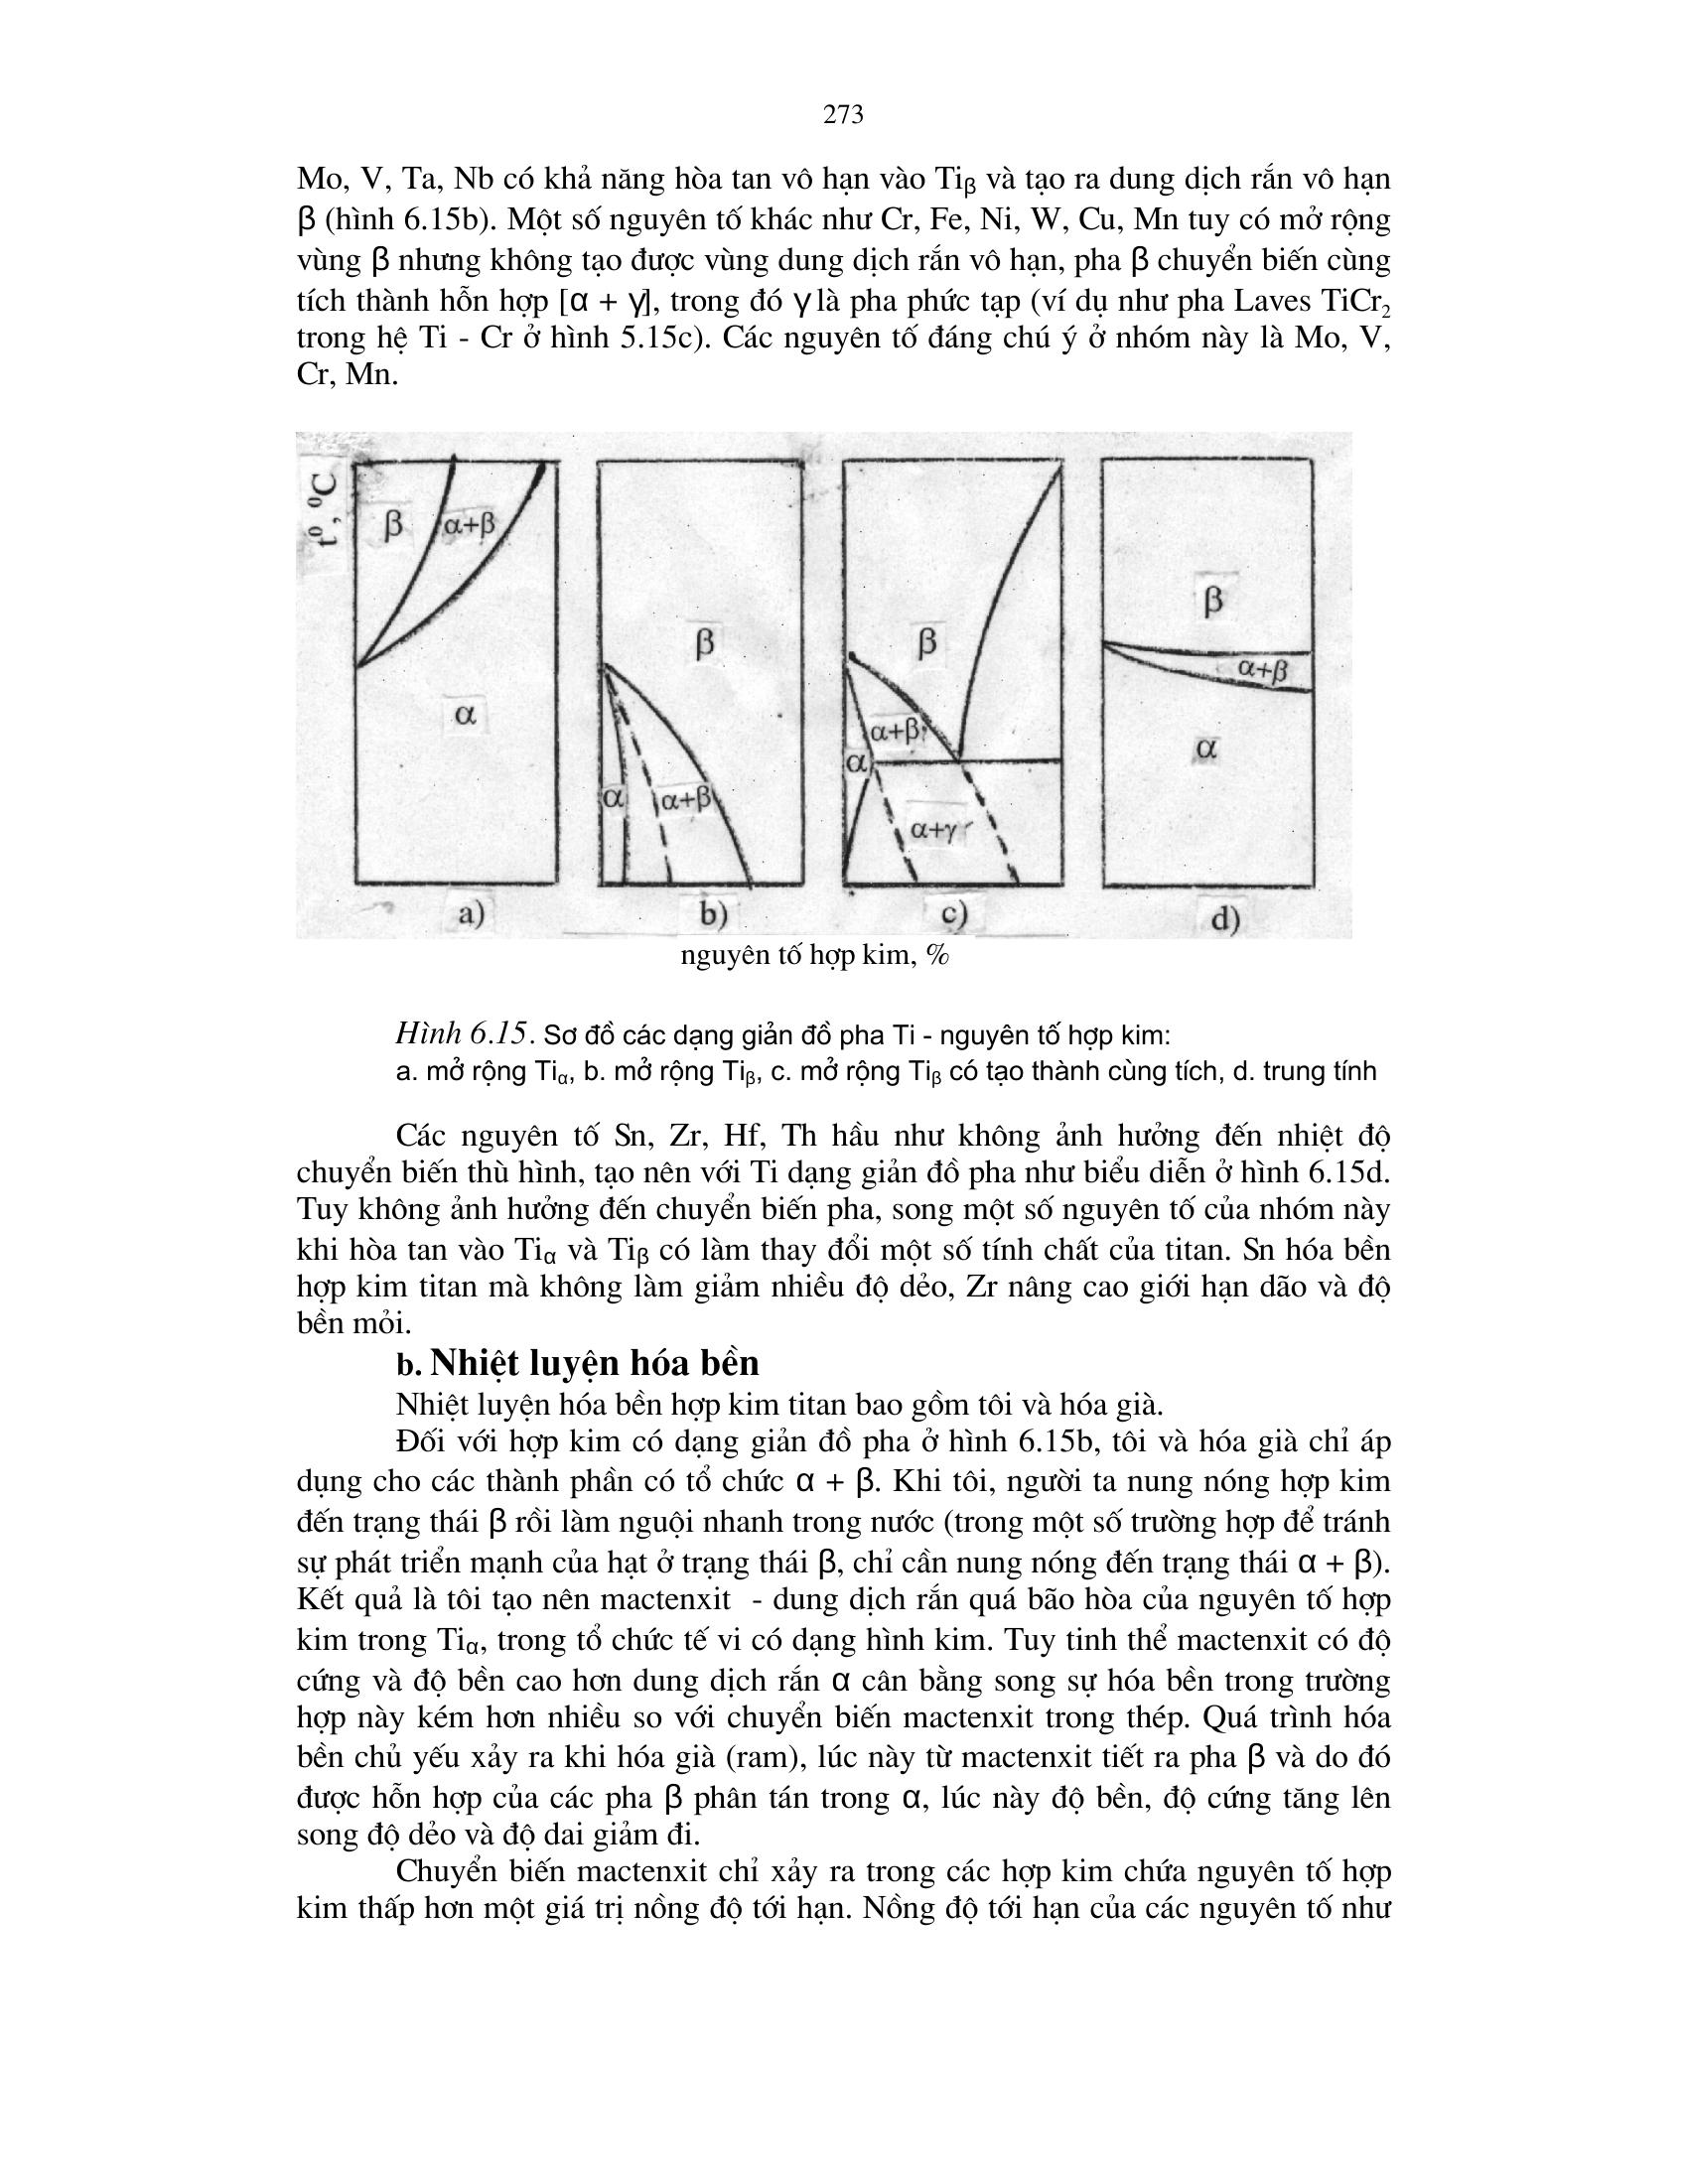 273
Mo, V, Ta, Nb có khả năng hòa tan vô hạn vào Tiβ và tạo ra dung dịch rắn vô hạn
β (hình 6.15b). Một số nguyên tố khác như Cr, Fe, Ni, W, Cu, Mn tuy có mở rộng
vùng β nhưng không tạo được vùng dung dịch rắn vô hạn, pha β chuyển biến cùng
tích thành hỗn hợp [α + γ], trong đó γ là pha phức tạp (ví dụ như pha Laves TiCr₂
trong hệ Ti - Cr ở hình 5.15c). Các nguyên tố đáng chú ý ở nhóm này là Mo, V,
Cr, Mn.
t⁰, ⁰C
β α+β α a)
β α α+β b)
β α+β α α+γ c)
β α+β α d)
nguyên tố hợp kim, %
Hình 6.15. Sơ đồ các dạng giản đồ pha Ti - nguyên tố hợp kim:
a. mở rộng Tiα, b. mở rộng Tiβ, c. mở rộng Tiβ có tạo thành cùng tích, d. trung tính
Các nguyên tố Sn, Zr, Hf, Th hầu như không ảnh hưởng đến nhiệt độ
chuyển biến thù hình, tạo nên với Ti dạng giản đồ pha như biểu diễn ở hình 6.15d.
Tuy không ảnh hưởng đến chuyển biến pha, song một số nguyên tố của nhóm này
khi hòa tan vào Tiα và Tiβ có làm thay đổi một số tính chất của titan. Sn hóa bền
hợp kim titan mà không làm giảm nhiều độ dẻo, Zr nâng cao giới hạn dão và độ
bền mỏi.
b. Nhiệt luyện hóa bền
Nhiệt luyện hóa bền hợp kim titan bao gồm tôi và hóa già.
Đối với hợp kim có dạng giản đồ pha ở hình 6.15b, tôi và hóa già chỉ áp
dụng cho các thành phần có tổ chức α + β. Khi tôi, người ta nung nóng hợp kim
đến trạng thái β rồi làm nguội nhanh trong nước (trong một số trường hợp để tránh
sự phát triển mạnh của hạt ở trạng thái β, chỉ cần nung nóng đến trạng thái α + β).
Kết quả là tôi tạo nên mactenxit - dung dịch rắn quá bão hòa của nguyên tố hợp
kim trong Tiα, trong tổ chức tế vi có dạng hình kim. Tuy tinh thể mactenxit có độ
cứng và độ bền cao hơn dung dịch rắn α cân bằng song sự hóa bền trong trường
hợp này kém hơn nhiều so với chuyển biến mactenxit trong thép. Quá trình hóa
bền chủ yếu xảy ra khi hóa già (ram), lúc này từ mactenxit tiết ra pha β và do đó
được hỗn hợp của các pha β phân tán trong α, lúc này độ bền, độ cứng tăng lên
song độ dẻo và độ dai giảm đi.
Chuyển biến mactenxit chỉ xảy ra trong các hợp kim chứa nguyên tố hợp
kim thấp hơn một giá trị nồng độ tới hạn. Nồng độ tới hạn của các nguyên tố như